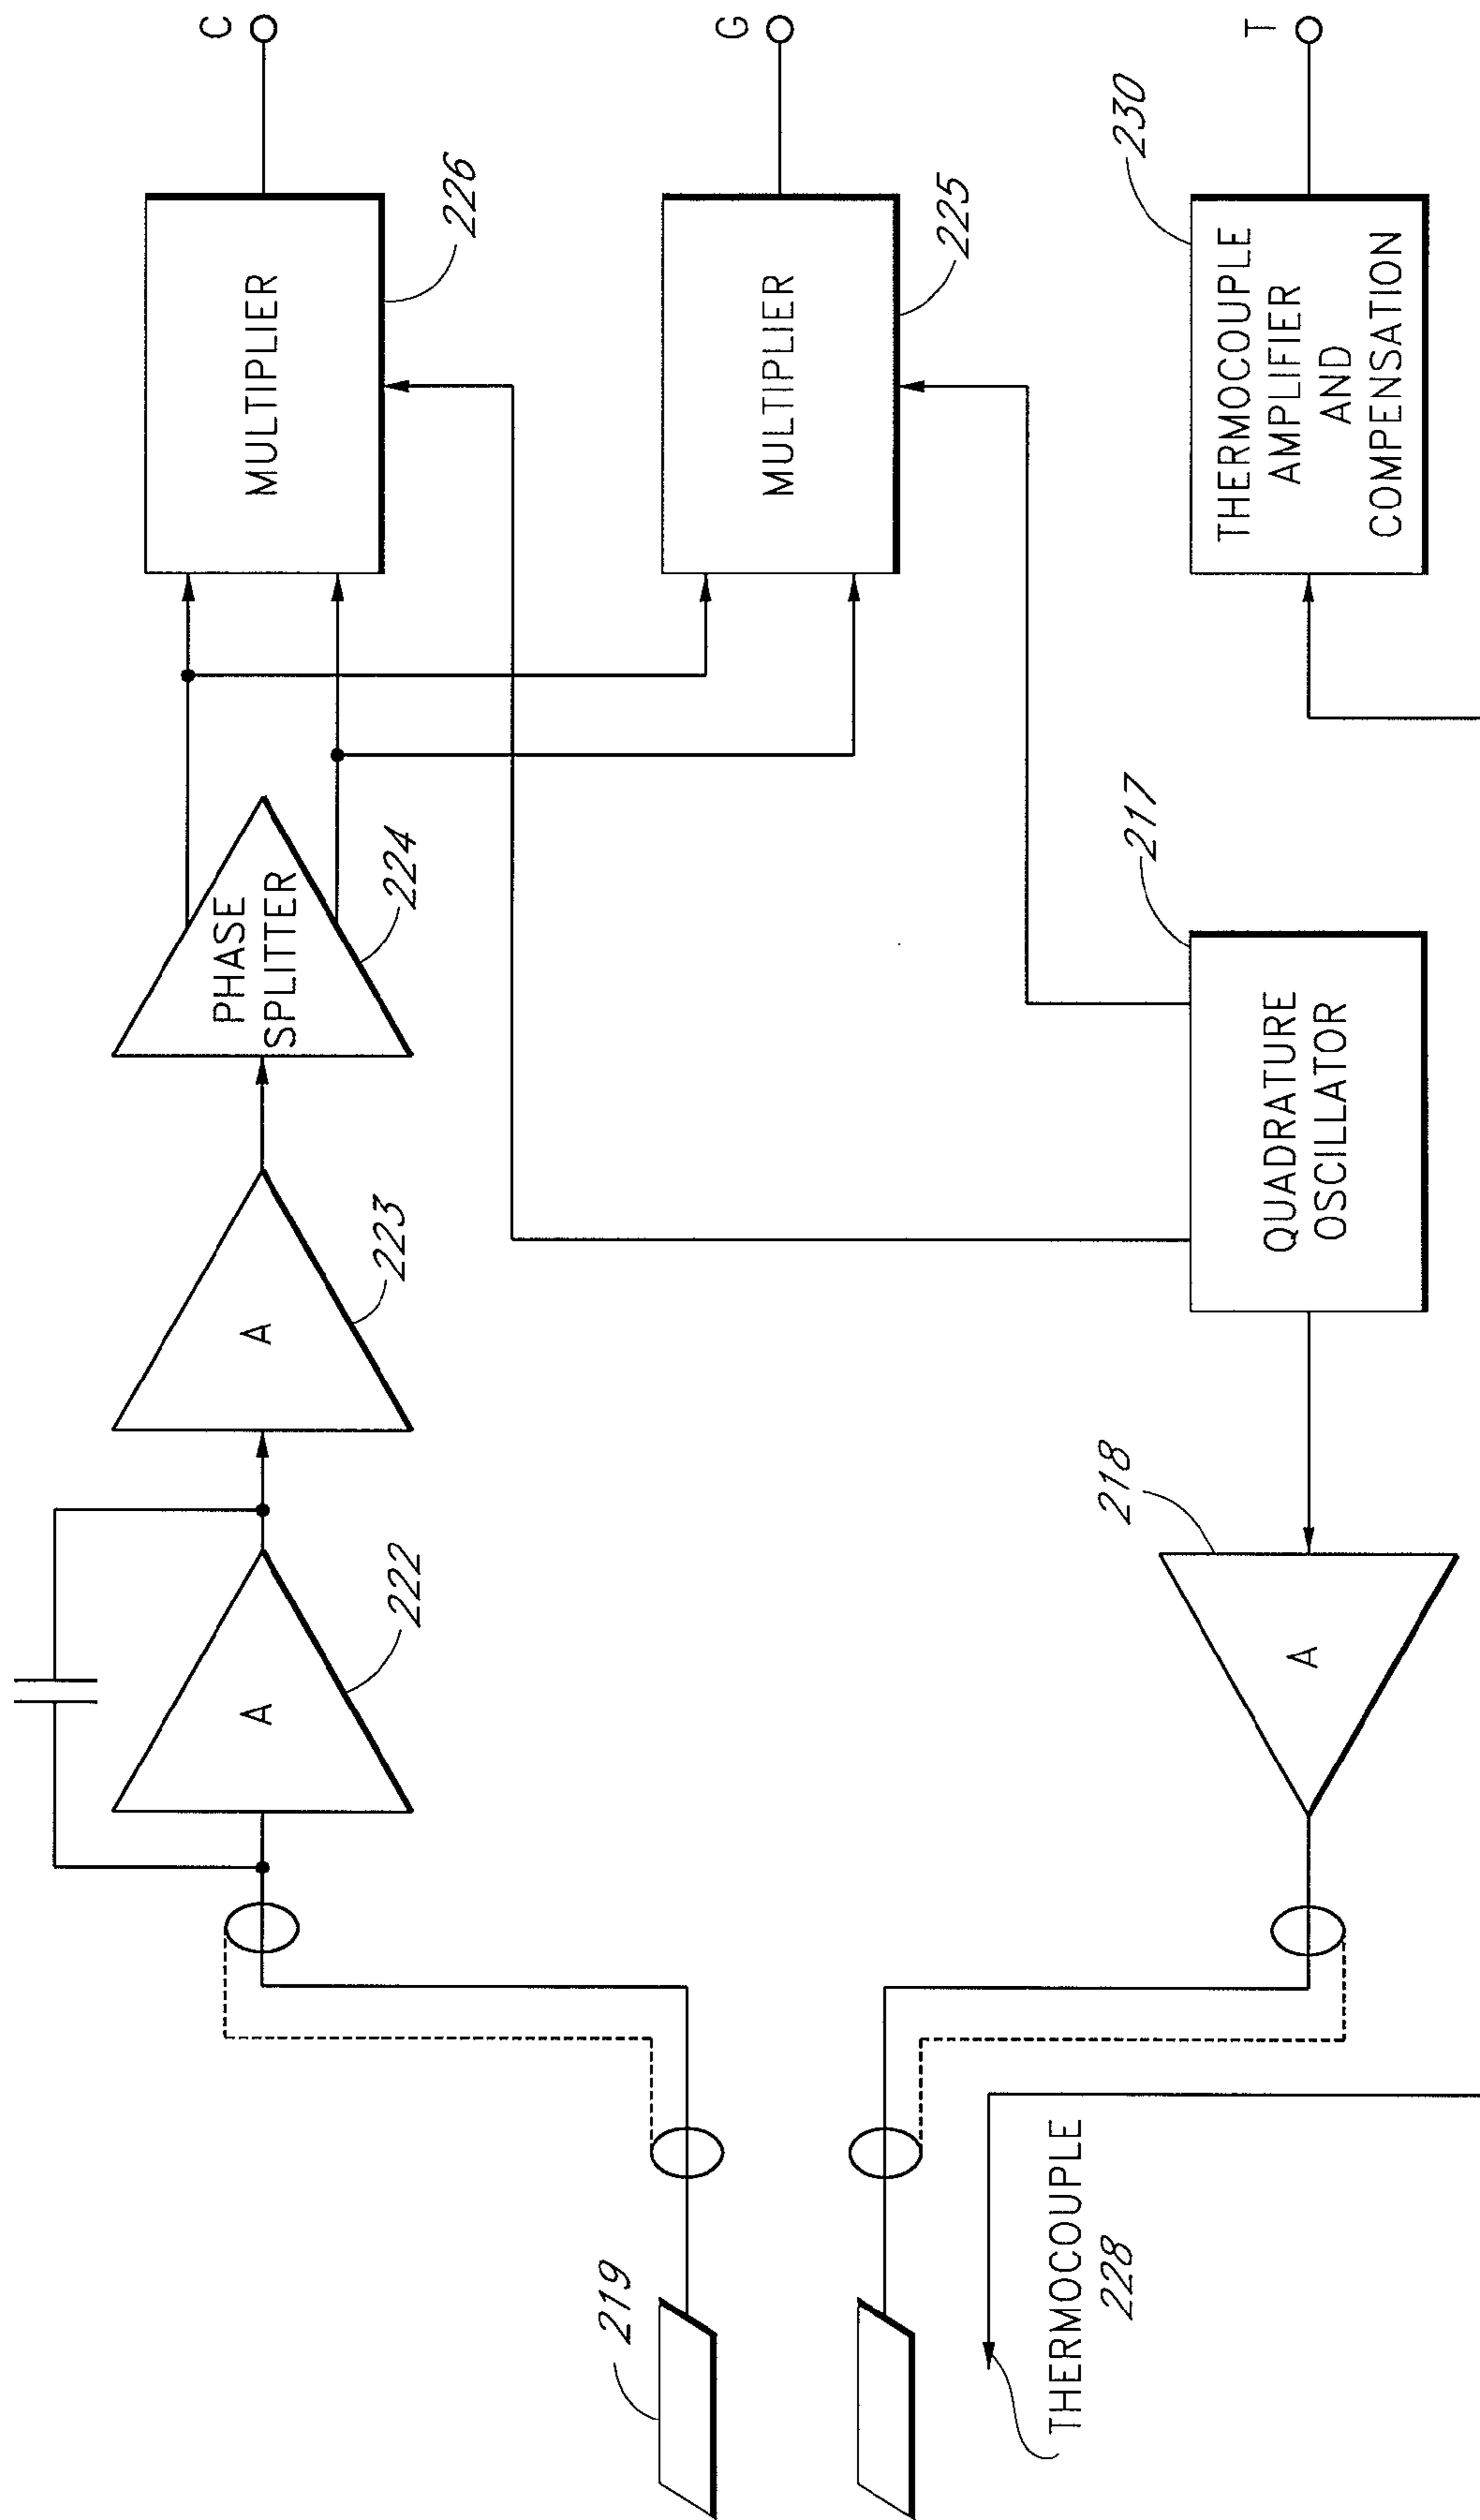 C
226
MULTIPLIER
G
225
MULTIPLIER
T
230
THERMOCOUPLE
AMPLIFIER
AND
COMPENSATION
224
PHASE
SPLITTER
217
QUADRATURE
OSCILLATOR
223
A
222
A
218
A
219
THERMOCOUPLE
228